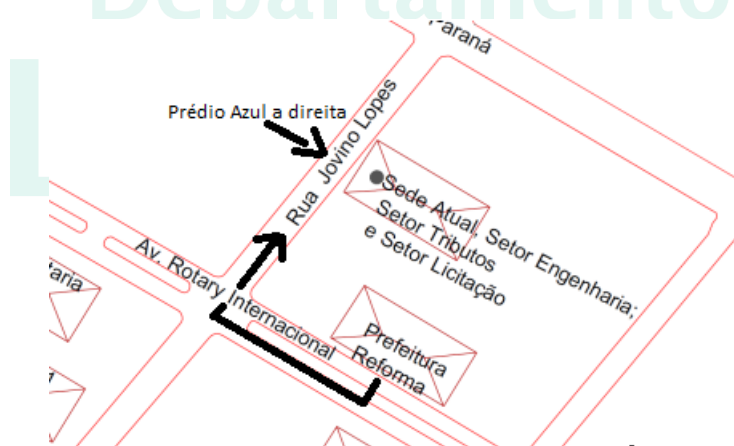 Departamento
L
Paraná
Prédio Azul a direita
Rua Jovino Lopes
Sede Atual, Setor Engenharia;
Setor Tributos
e Setor Licitação
Av. Rotary Internacional
taria
Prefeitura
Reforma